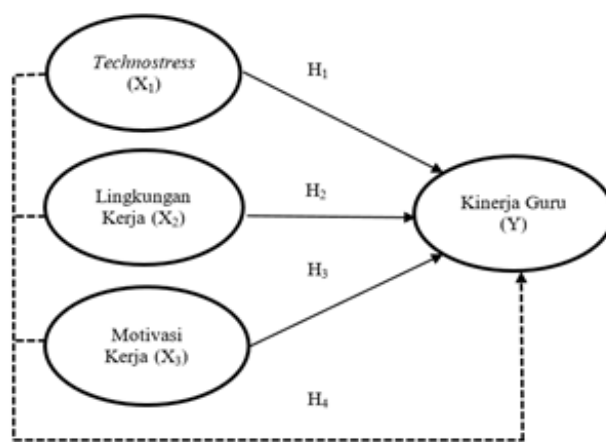 Technostress
(X₁)
H₁
Lingkungan
Kerja (X₂)
H₂
Kinerja Guru
(Y)
H₃
Motivasi
Kerja (X₃)
H₄